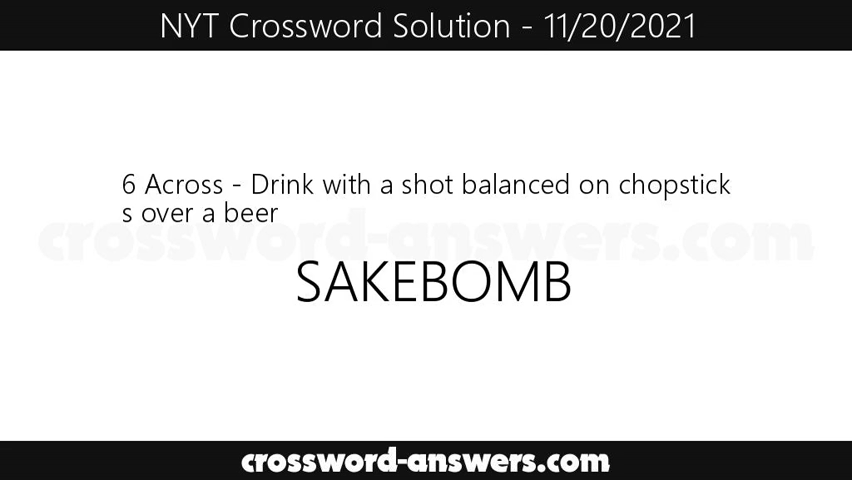 NYT Crossword Solution - 11/20/2021
6 Across - Drink with a shot balanced on chopstick
s over a beer
crossword-answers.com
SAKEBOMB
crossword-answers.com